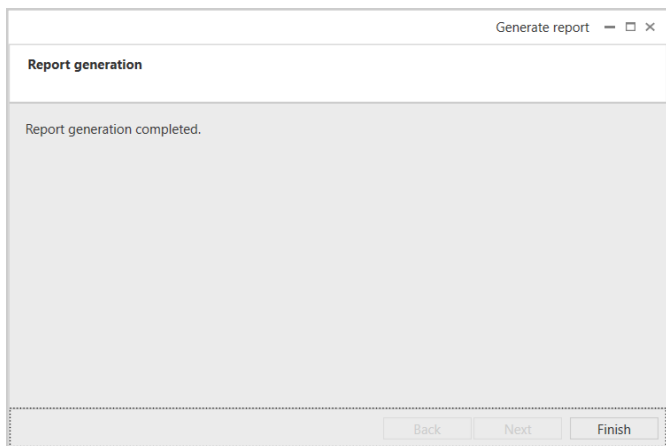 Generate report
Report generation
Report generation completed.
Back Next Finish